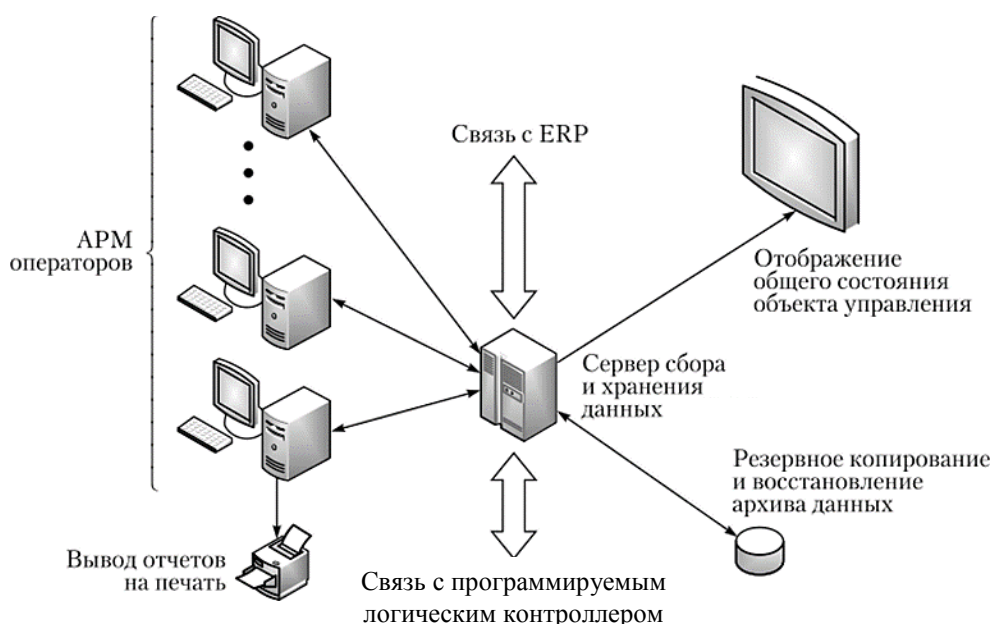 Связь с ERP
АРМ
операторов
Отображение
общего состояния
объекта управления
Сервер сбора
и хранения
данных
Резервное копирование
и восстановление
архива данных
Вывод отчетов
на печать
Связь с программируемым
логическим контроллером